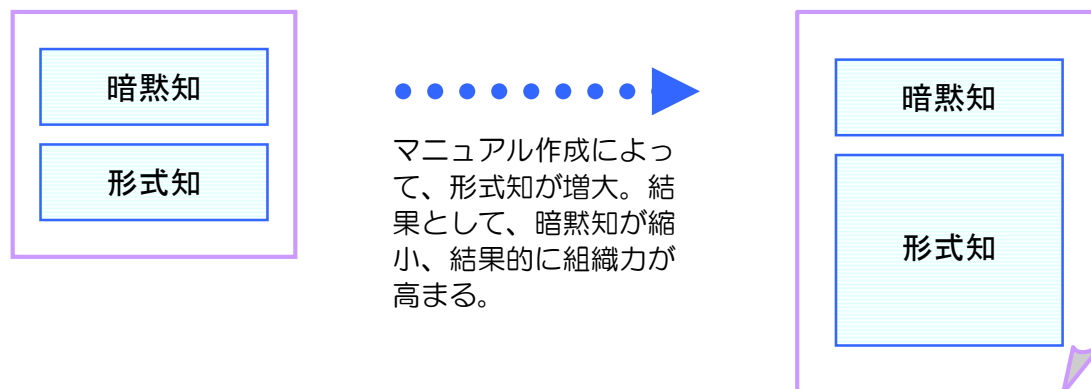 暗黙知
形式知
マニュアル作成によっ
て、形式知が増大。結
果として、暗黙知が縮
小、結果的に組織力が
高まる。
暗黙知
形式知